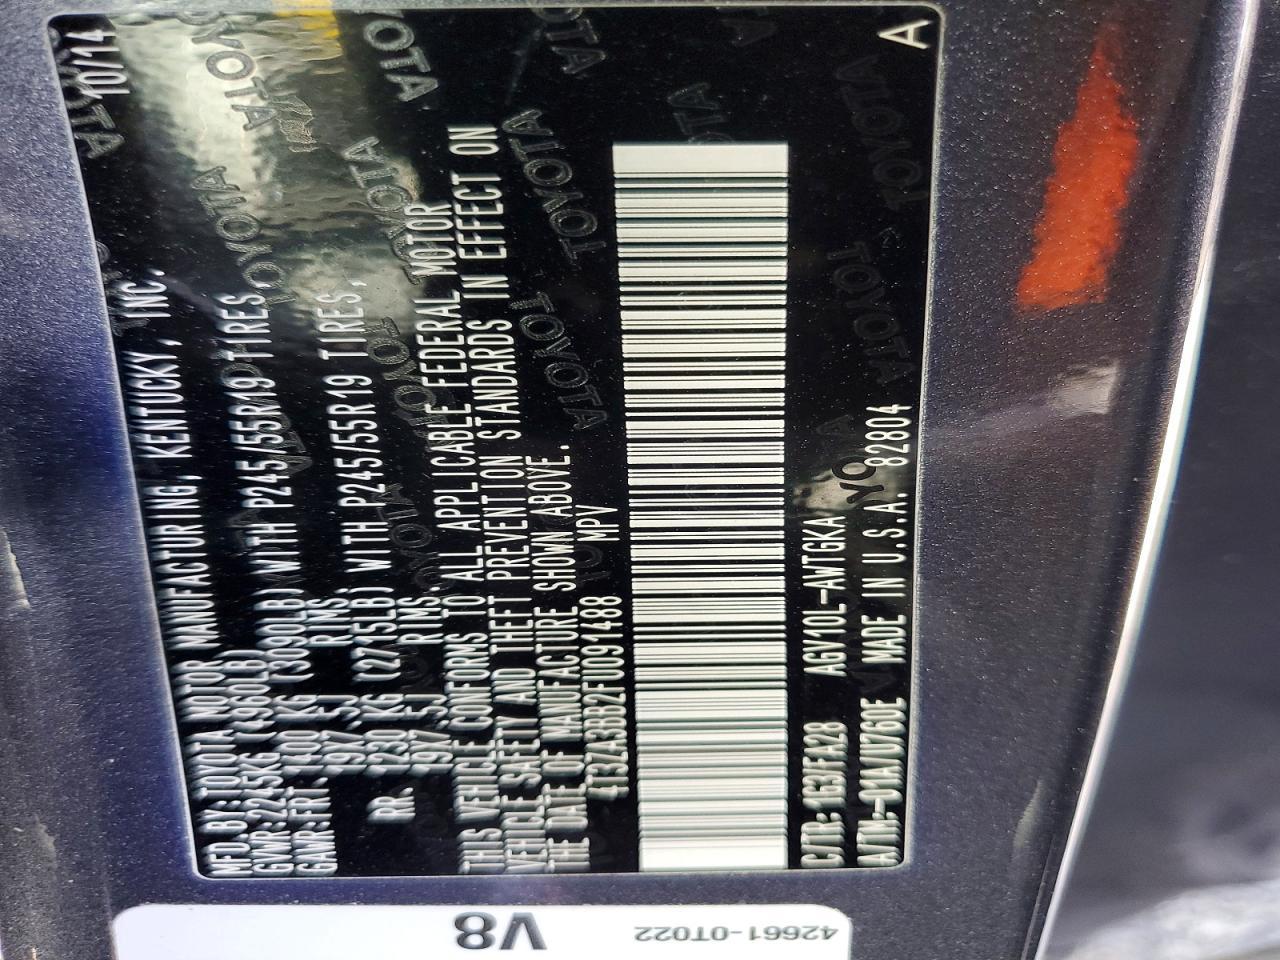 MFD. BY: TOYOTA MOTOR MANUFACTURING, KENTUCKY, INC. 10/14
GVWR: 2245KG (4960LB)
GAWR: FRT. 1400 KG (3090LB) WITH P245/55R19 TIRES,
19X7.5J RIMS
RR. 1230 KG (2715LB) WITH P245/55R19 TIRES,
19X7.5J RIMS.
THIS VEHICLE CONFORMS TO ALL APPLICABLE FEDERAL MOTOR
VEHICLE SAFETY AND THEFT PREVENTION STANDARDS IN EFFECT ON
THE DATE OF MANUFACTURE SHOWN ABOVE.
4T3ZA3BB2FU091488 MPV
C/TR: 1G3/FA28 AGV10L-AWTGKA
A/TM: -01A/U760E MADE IN U.S.A. 82804
A
V8
42661-0T022